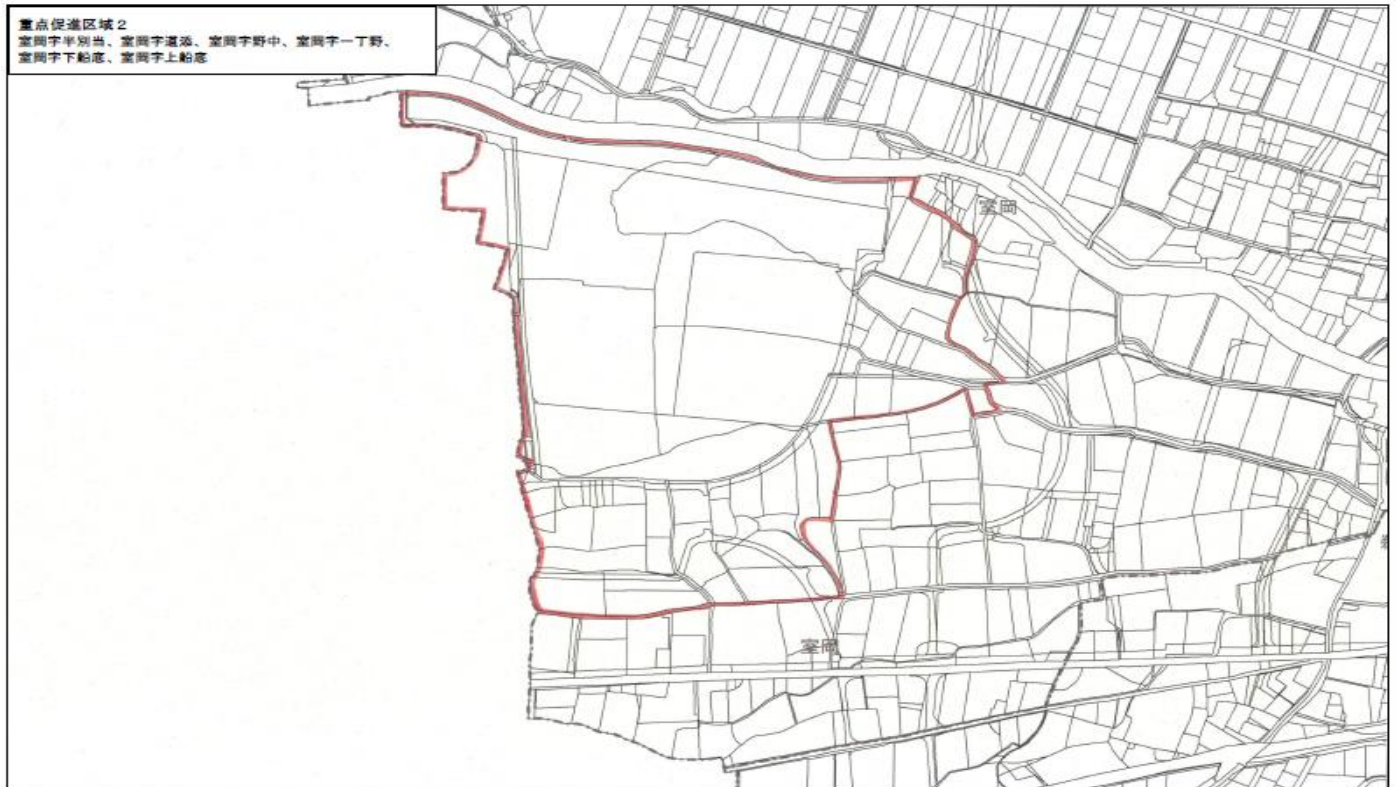 重点促進区域2
室岡字半別当、室岡字道添、室岡字野中、室岡字一丁野、
室岡字下船底、室岡字上船底
室岡
室岡